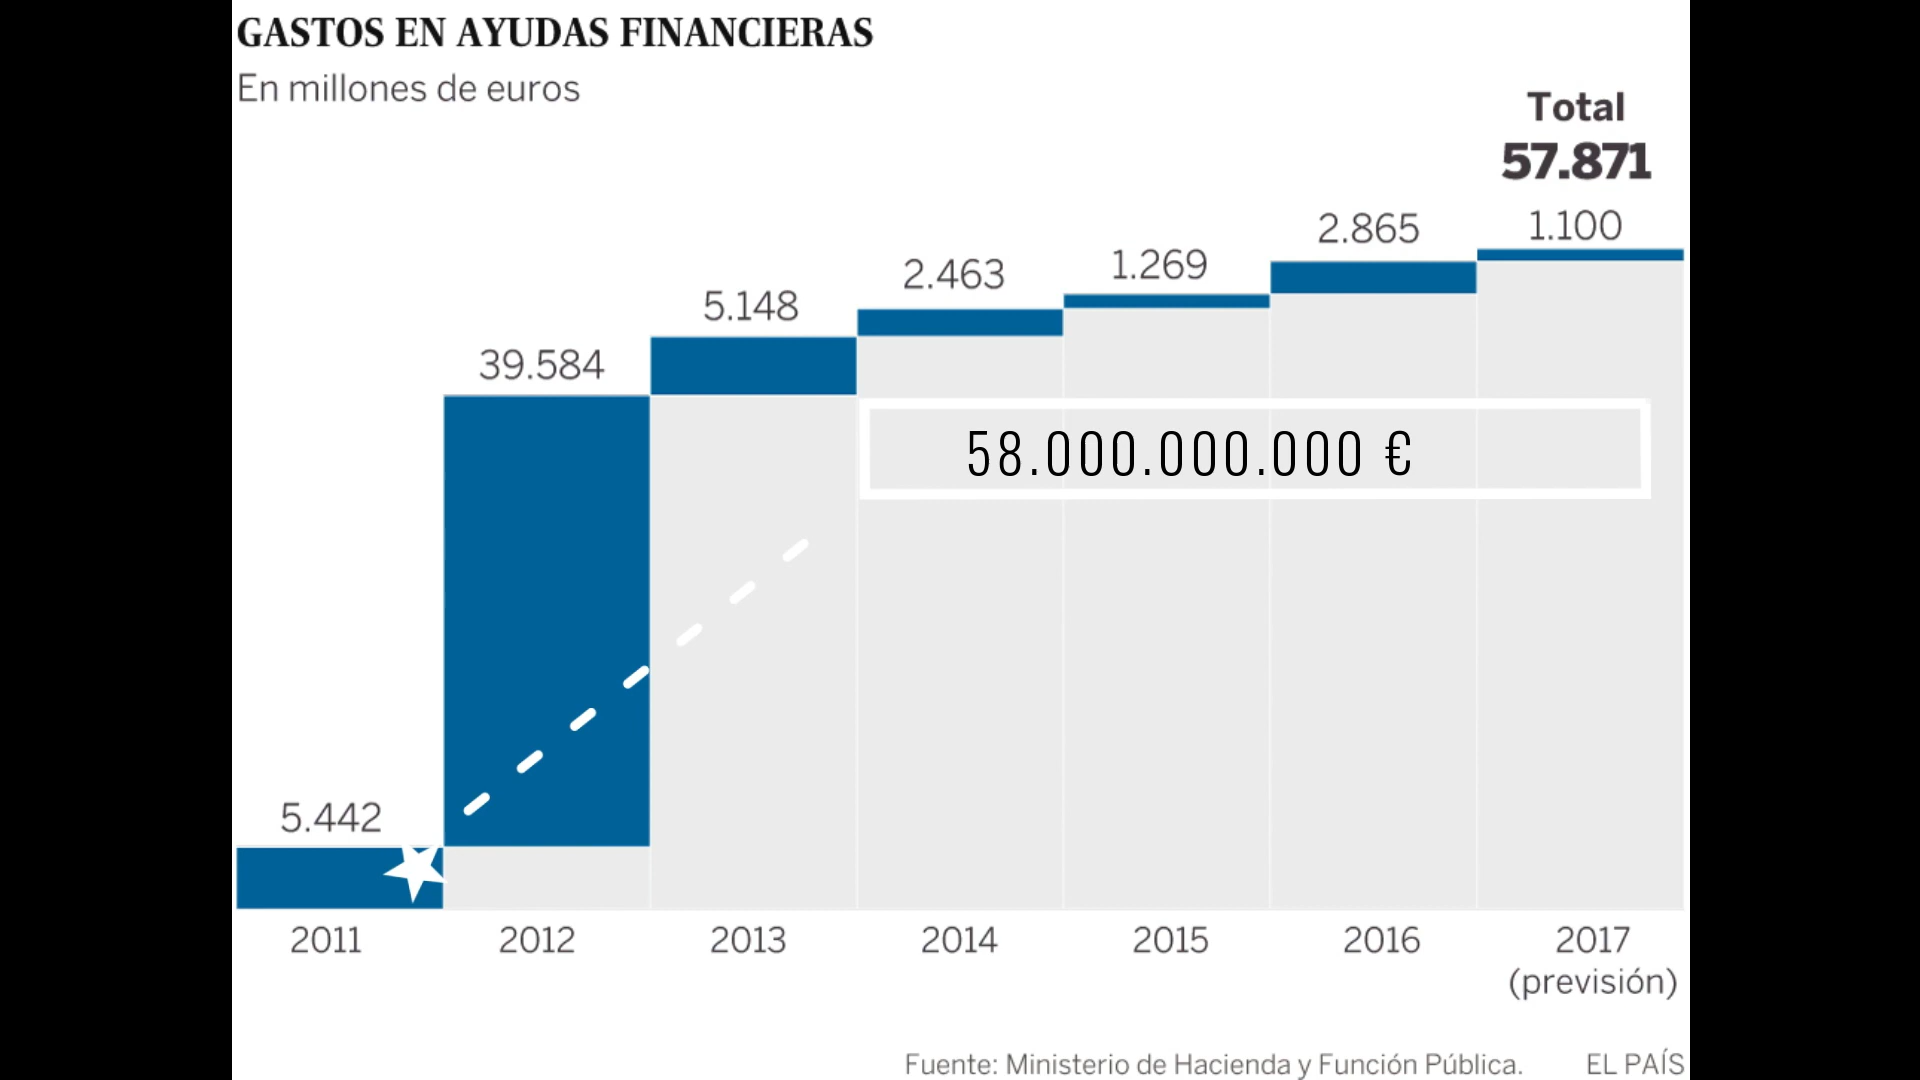 GASTOS EN AYUDAS FINANCIERAS
En millones de euros
Total
57.871
5.442
39.584
5.148
2.463
1.269
2.865
1.100
58.000.000.000 €
2011 2012 2013 2014 2015 2016 2017
(previsión)
Fuente: Ministerio de Hacienda y Función Pública. EL PAÍS